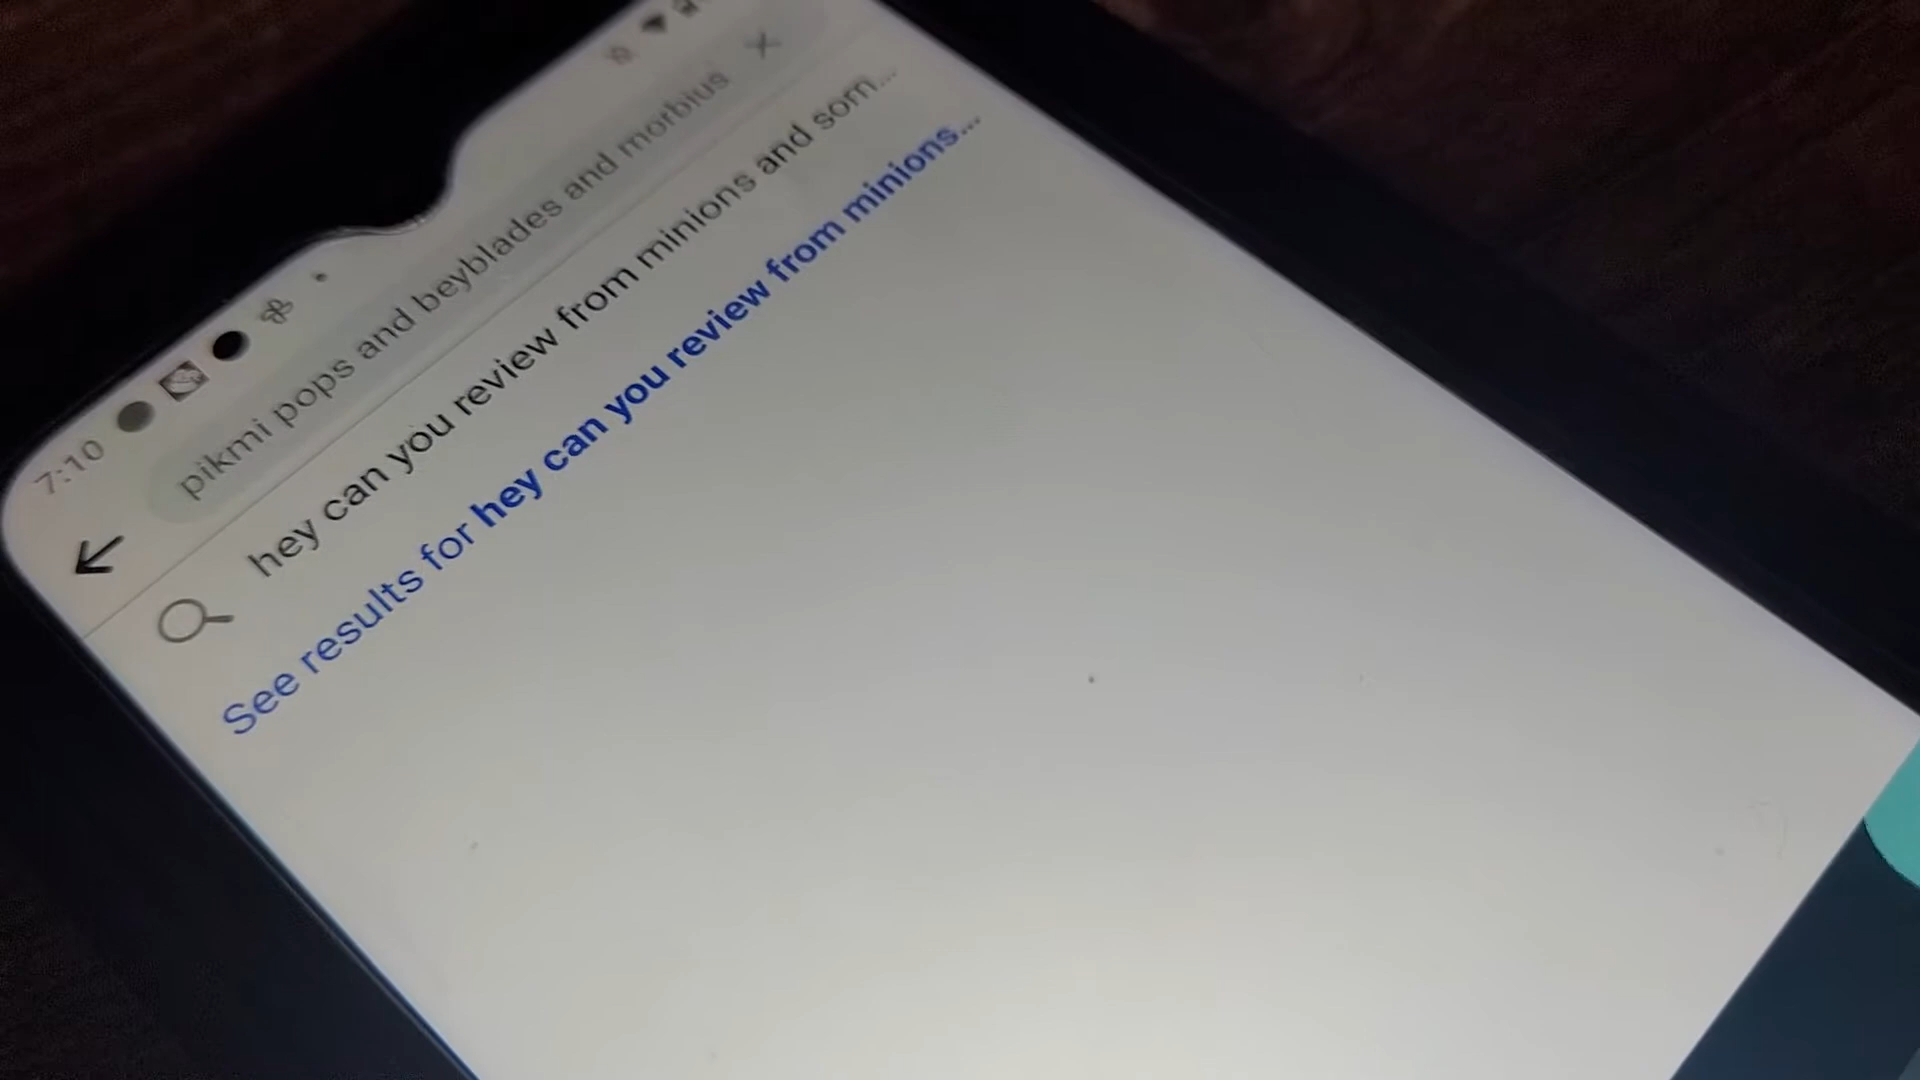 7:10
pikmi pops and beyblades and morbius
hey can you review from minions and som...
See results for hey can you review from minions...